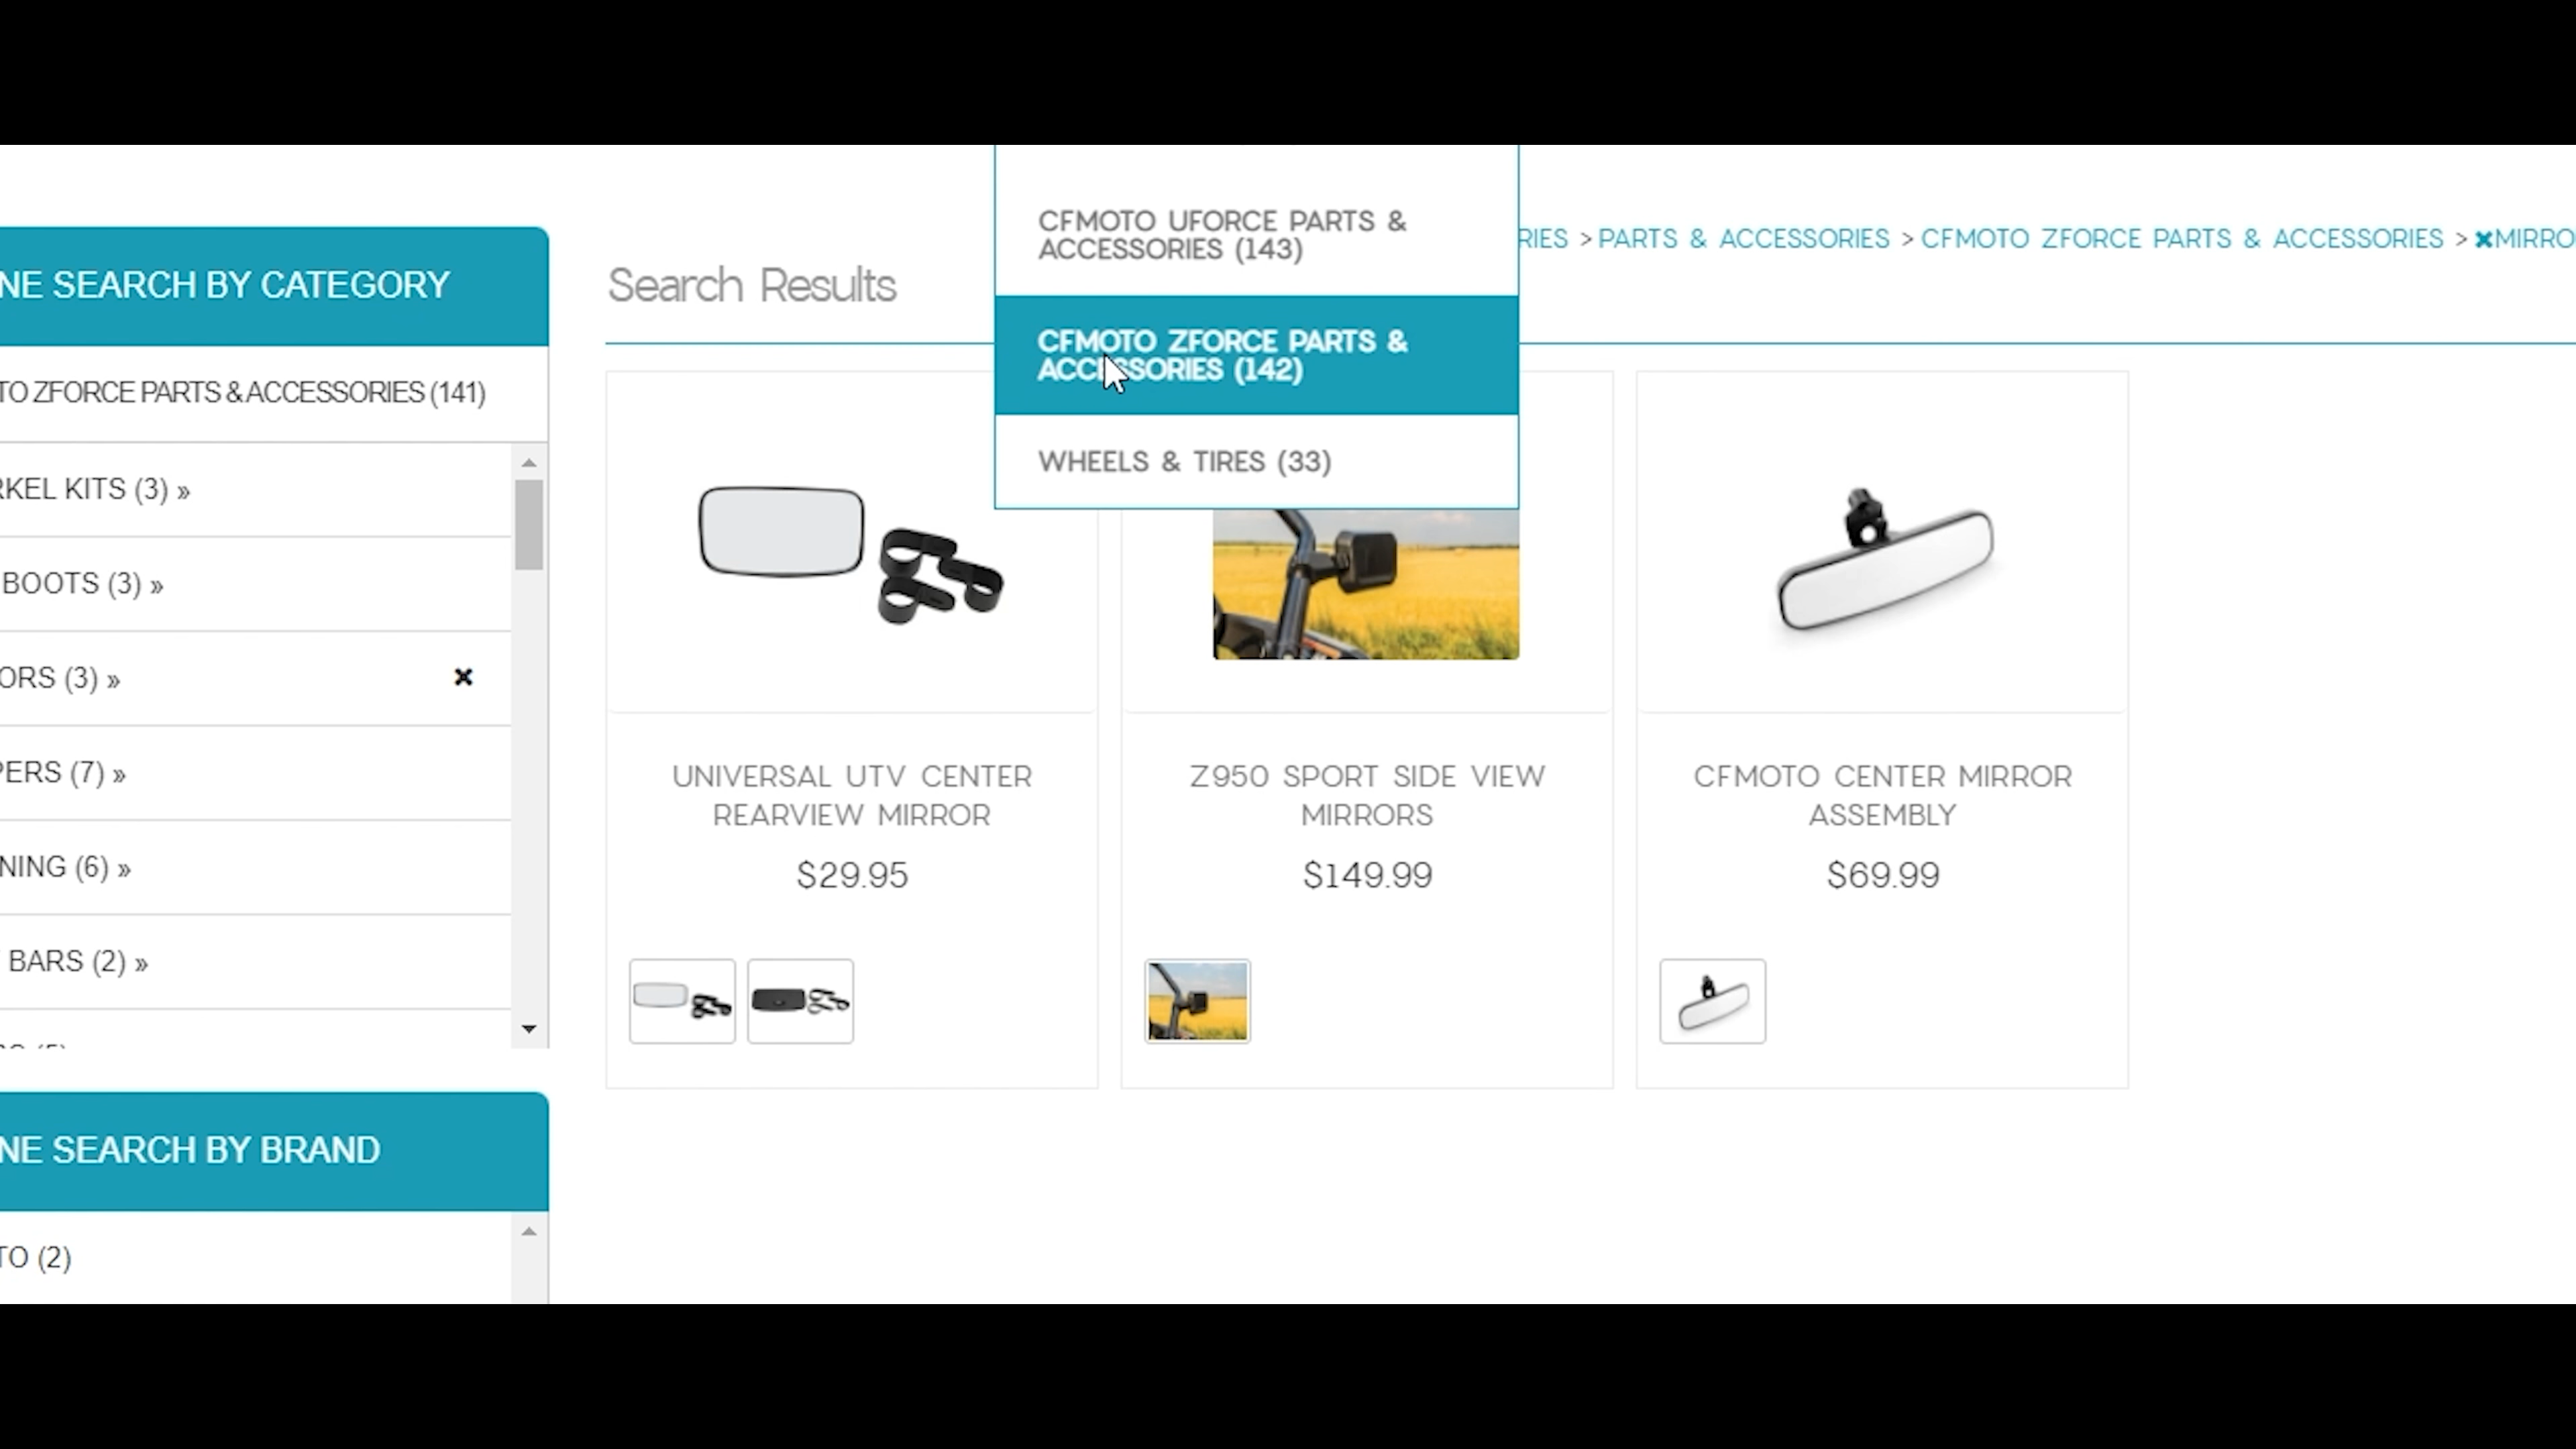 CFMOTO UFORCE PARTS &
ACCESSORIES (143)
CFMOTO ZFORCE PARTS &
ACCESSORIES (142)
WHEELS & TIRES (33)
RIES > PARTS & ACCESSORIES > CFMOTO ZFORCE PARTS & ACCESSORIES > ✖MIRRO
NE SEARCH BY CATEGORY
TO ZFORCE PARTS & ACCESSORIES (141)
RKEL KITS (3) »
BOOTS (3) »
ORS (3) » ✖
PERS (7) »
NING (6) »
BARS (2) »
NE SEARCH BY BRAND
TO (2)
Search Results
UNIVERSAL UTV CENTER
REARVIEW MIRROR
$29.95
Z950 SPORT SIDE VIEW
MIRRORS
$149.99
CFMOTO CENTER MIRROR
ASSEMBLY
$69.99